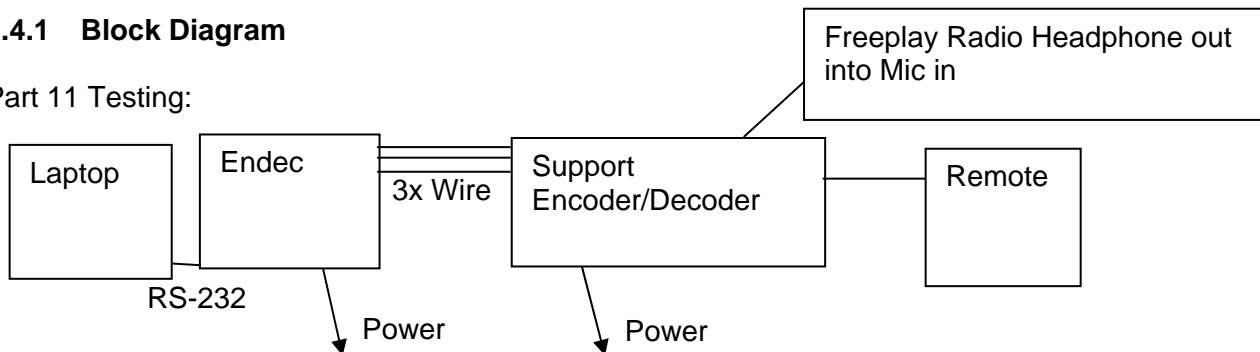 .4.1 Block Diagram
Freeplay Radio Headphone out
into Mic in
Part 11 Testing:
Laptop
Endec
3x Wire
Support
Encoder/Decoder
Remote
RS-232
Power
Power